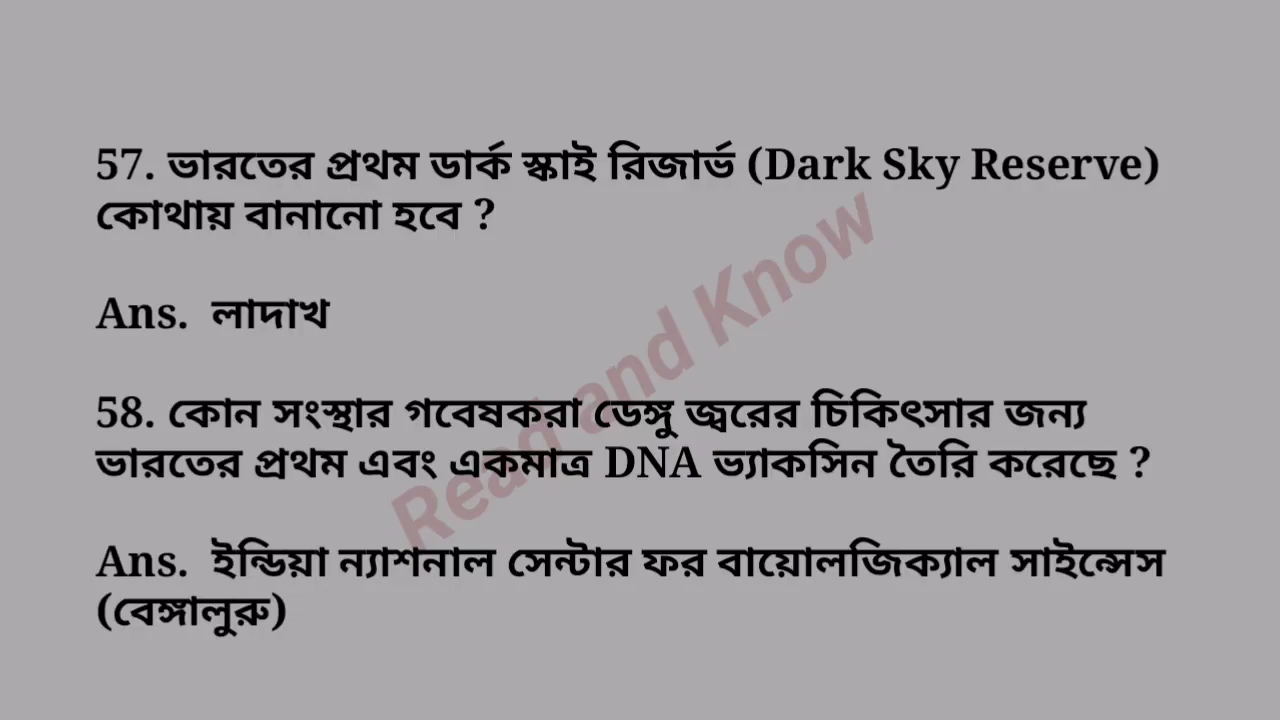 57. ভারতের প্রথম ডার্ক স্কাই রিজার্ভ (Dark Sky Reserve)
কোথায় বানানো হবে ?
Ans. লাদাখ
58. কোন সংস্থার গবেষকরা ডেঙ্গু জ্বরের চিকিৎসার জন্য
ভারতের প্রথম এবং একমাত্র DNA ভ্যাকসিন তৈরি করেছে ?
Ans. ইন্ডিয়া ন্যাশনাল সেন্টার ফর বায়োলজিক্যাল সাইন্সেস
(বেঙ্গালুরু)
Read and Know